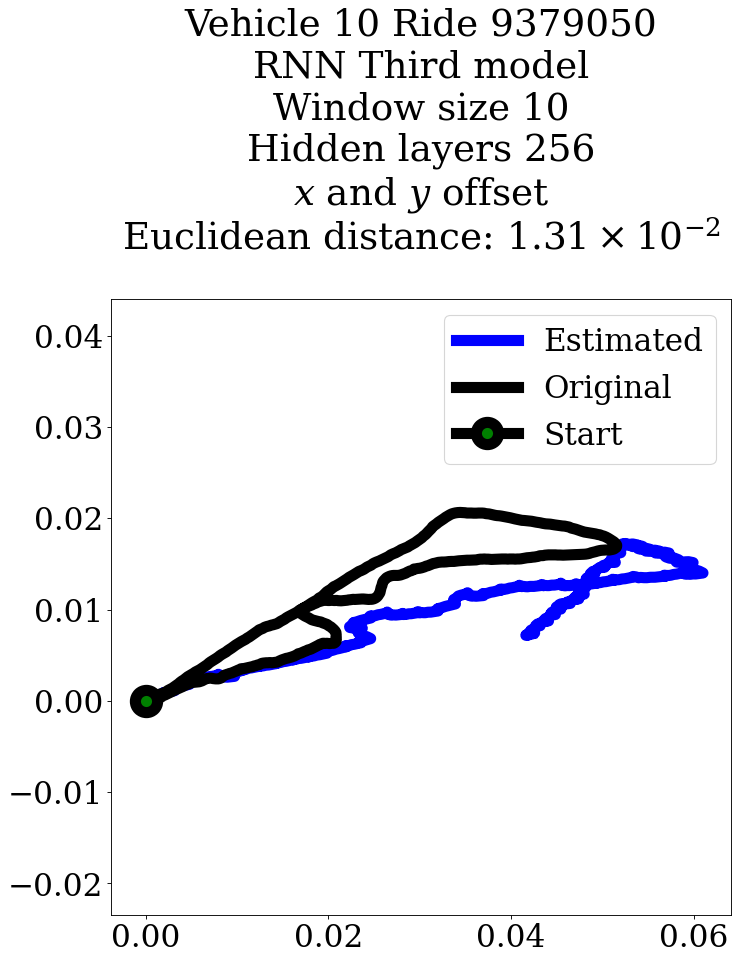 Vehicle 10 Ride 9379050
RNN Third model
Window size 10
Hidden layers 256
x and y offset
Euclidean distance: 1.31 × 10⁻²
Estimated
Original
Start
0.04
0.03
0.02
0.01
0.00
−0.01
−0.02
0.00 0.02 0.04 0.06